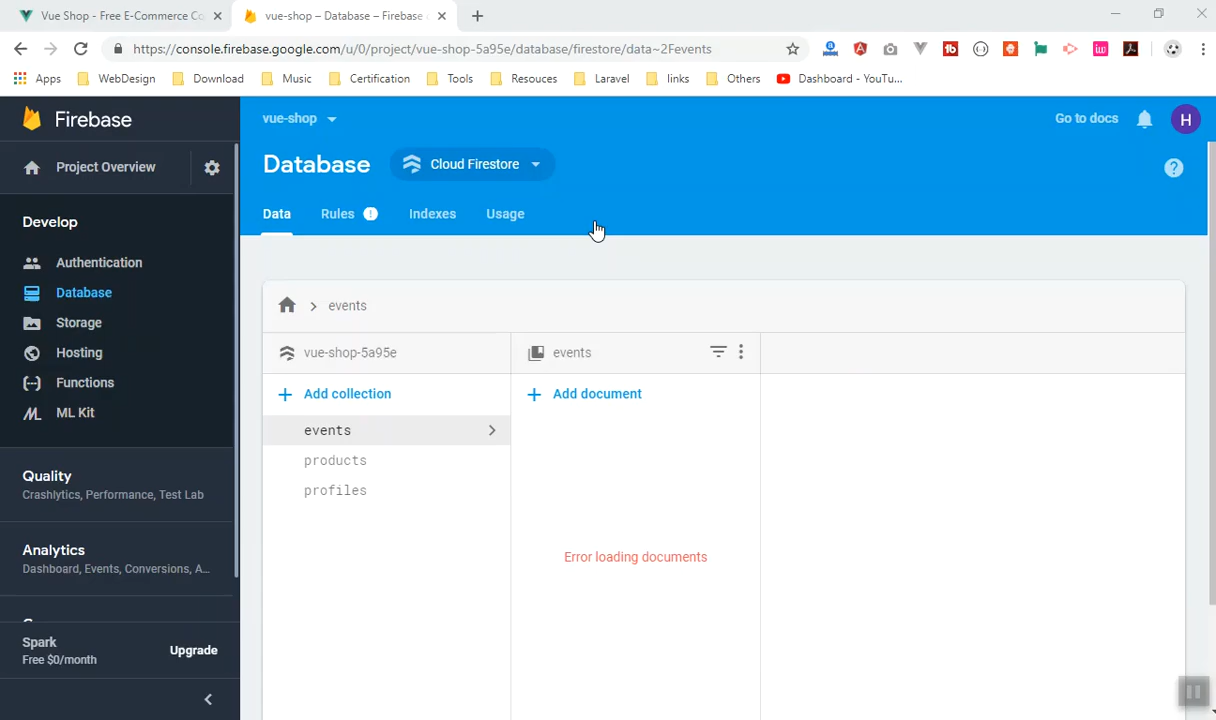 Vue Shop - Free E-Commerce Co
vue-shop – Database – Firebase
https://console.firebase.google.com/u/0/project/vue-shop-5a95e/database/firestore/data~2Fevents
Apps
WebDesign
Download
Music
Certification
Tools
Resouces
Laravel
links
Others
Dashboard - YouTu...
Firebase
vue-shop
Go to docs
H
Project Overview
Database
Cloud Firestore
Data
Rules
Indexes
Usage
Develop
Authentication
Database
Storage
Hosting
Functions
ML Kit
Quality
Crashlytics, Performance, Test Lab
Analytics
Dashboard, Events, Conversions, A...
Spark
Free $0/month
Upgrade
events
vue-shop-5a95e
events
Add collection
Add document
events
products
profiles
Error loading documents